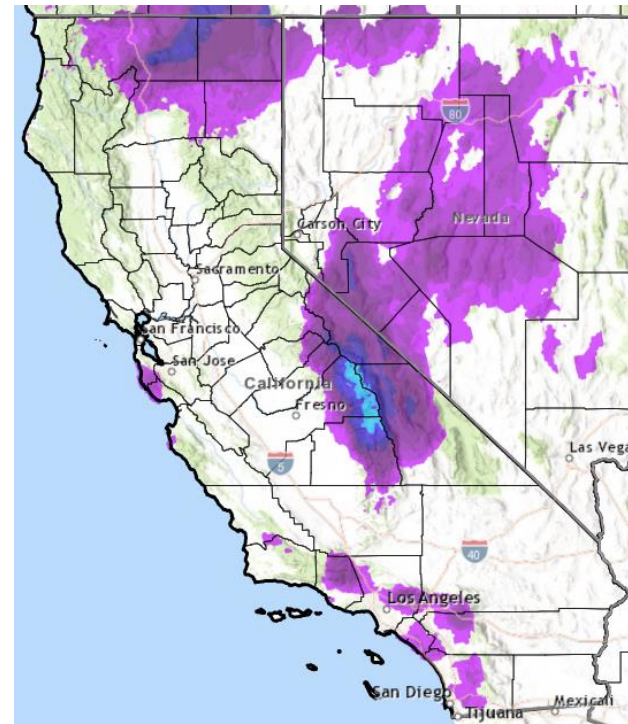 80
Carson City
Nevada
Sacramento
San Francisco
San Jose
California
Fresno
5
Las Vega
40
Los Angeles
San Diego
Tijuana
Mexicali